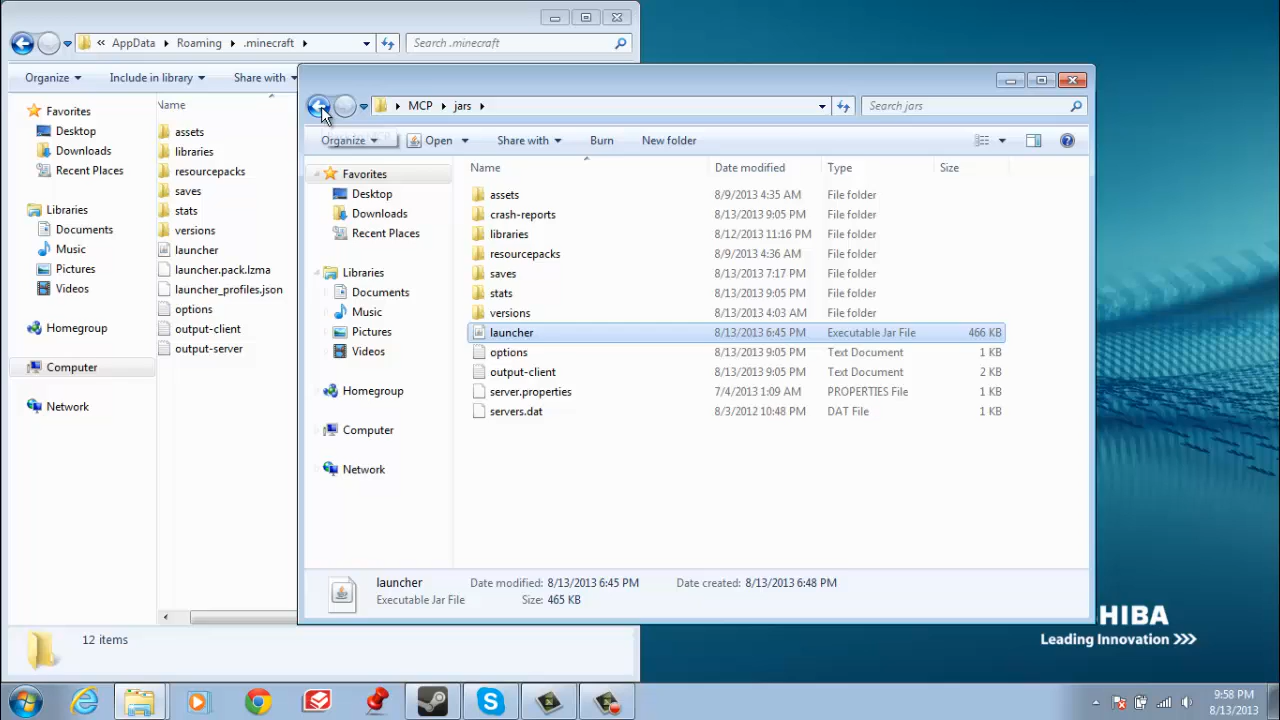 AppData Roaming .minecraft
Search .minecraft
Organize Include in library Share with
Favorites
Desktop
Downloads
Recent Places
Libraries
Documents
Music
Pictures
Videos
Homegroup
Computer
Network
Name
assets
libraries
resourcepacks
saves
stats
versions
launcher
launcher.pack.lzma
launcher_profiles.json
options
output-client
output-server
12 items
MCP jars
Search jars
Organize Open Share with Burn New folder
Favorites
Desktop
Downloads
Recent Places
Libraries
Documents
Music
Pictures
Videos
Homegroup
Computer
Network
Name Date modified Type Size
assets 8/9/2013 4:35 AM File folder
crash-reports 8/13/2013 9:05 PM File folder
libraries 8/12/2013 11:16 PM File folder
resourcepacks 8/9/2013 4:36 AM File folder
saves 8/13/2013 7:17 PM File folder
stats 8/13/2013 9:05 PM File folder
versions 8/13/2013 4:03 AM File folder
launcher 8/13/2013 6:45 PM Executable Jar File 466 KB
options 8/13/2013 9:05 PM Text Document 1 KB
output-client 8/13/2013 9:05 PM Text Document 2 KB
server.properties 7/4/2013 1:09 AM PROPERTIES File 1 KB
servers.dat 8/3/2012 10:48 PM DAT File 1 KB
launcher Date modified: 8/13/2013 6:45 PM Date created: 8/13/2013 6:48 PM
Executable Jar File Size: 465 KB
HIBA
Leading Innovation >>>
9:58 PM
8/13/2013